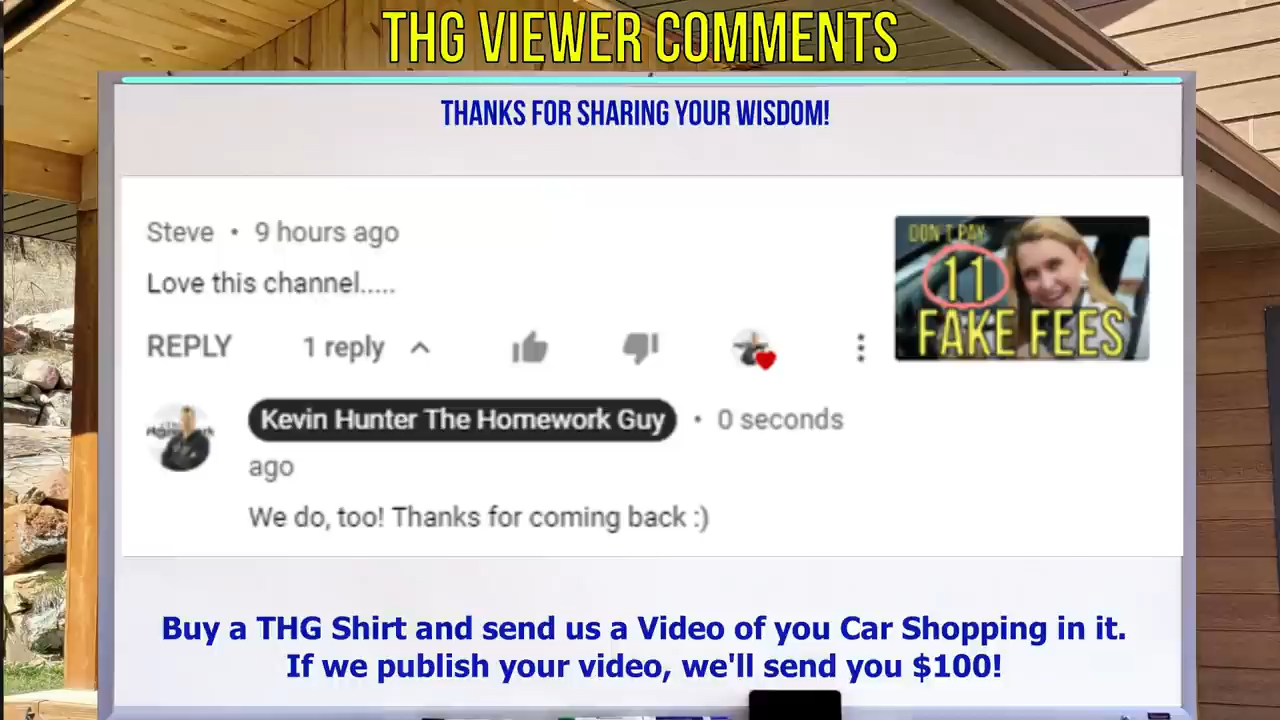 THG VIEWER COMMENTS
THANKS FOR SHARING YOUR WISDOM!
Steve • 9 hours ago
Love this channel.....
REPLY 1 reply
DON'T PAY
11
FAKE FEES
Kevin Hunter The Homework Guy • 0 seconds
ago
We do, too! Thanks for coming back :)
Buy a THG Shirt and send us a Video of you Car Shopping in it.
If we publish your video, we'll send you $100!